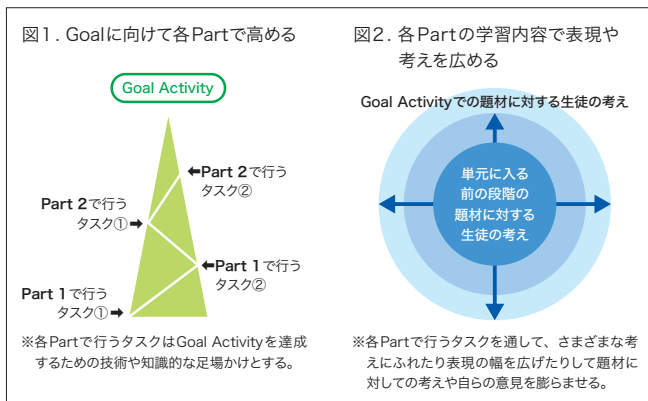 図1. Goalに向けて各Partで高める
Goal Activity
⬅Part 2で行う
タスク②
Part 2で行う
タスク①➡
⬅Part 1で行う
タスク②
Part 1で行う
タスク①➡
※各Partで行うタスクはGoal Activityを達成
するための技術や知識的な足場かけとする。
図2. 各Partの学習内容で表現や
考えを広める
Goal Activityでの題材に対する生徒の考え
単元に入る
前の段階の
題材に対する
生徒の考え
※各Partで行うタスクを通して、さまざまな考
えにふれたり表現の幅を広げたりして題材に
対しての考えや自らの意見を膨らませる。